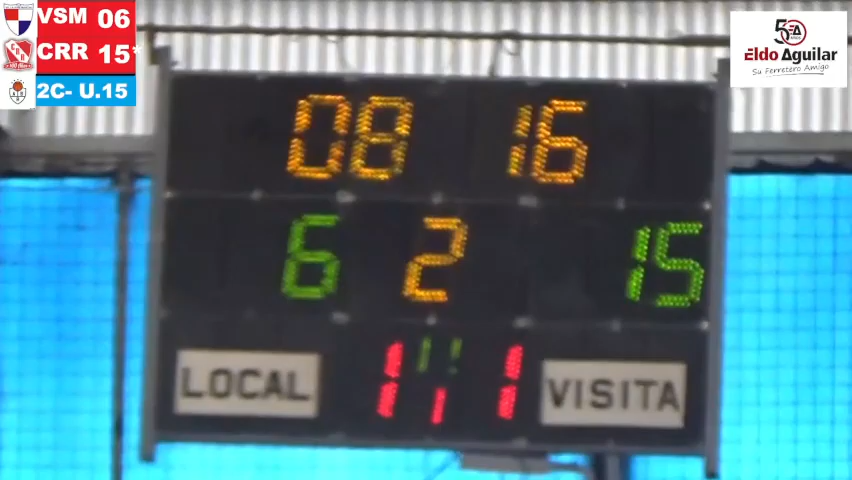 VSM 06
CRR 15*
2C- U.15
50 EA
Eldo Aguilar
Su Ferretero Amigo
08 16
6 2 15
1 1 1
LOCAL VISITA